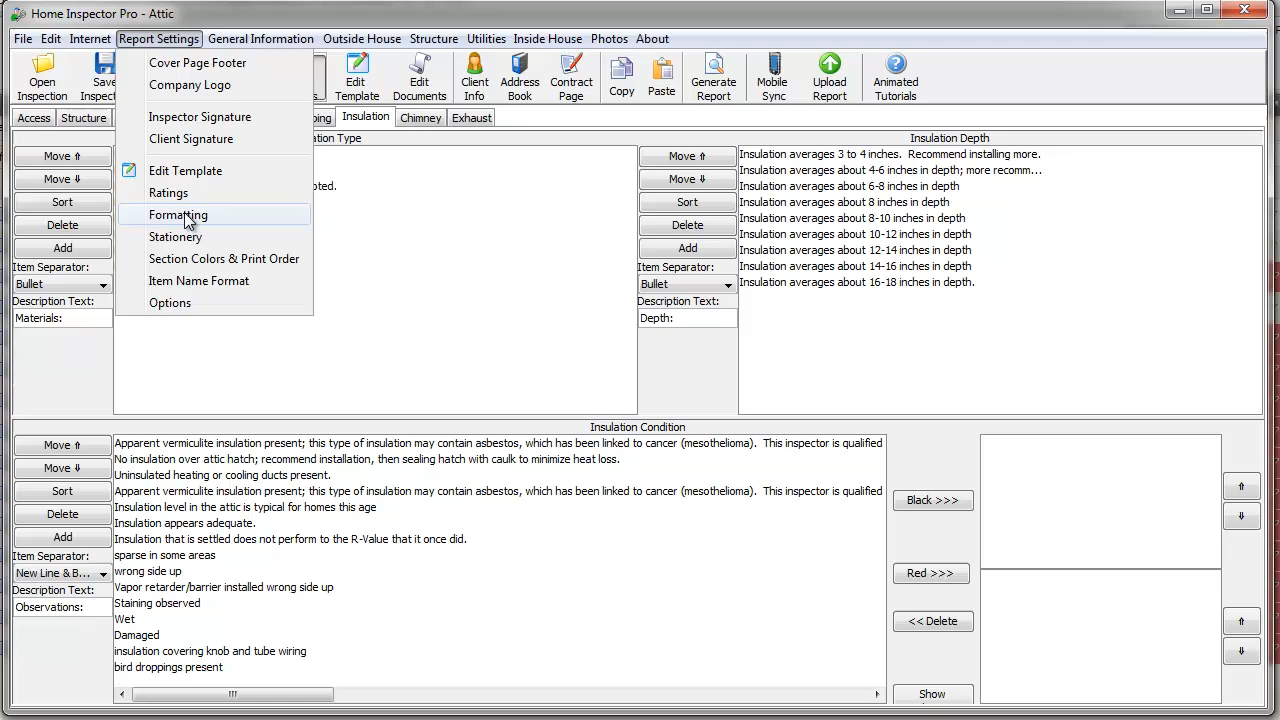 Home Inspector Pro - Attic
File Edit Internet Report Settings General Information Outside House Structure Utilities Inside House Photos About
Open Inspection
Save Inspect
Edit Template
Edit Documents
Client Info
Address Book
Contract Page
Copy
Paste
Generate Report
Mobile Sync
Upload Report
Animated Tutorials
Cover Page Footer
Company Logo
Inspector Signature
Client Signature
Edit Template
Ratings
Formatting
Stationery
Section Colors & Print Order
Item Name Format
Options
Access Structure Insulation Chimney Exhaust
Type
Insulation Depth
Move ⇑
Move ⇓
Sort
Delete
Add
Item Separator:
Bullet
Description Text:
Materials:
oted.
Move ⇑
Move ⇓
Sort
Delete
Add
Item Separator:
Bullet
Description Text:
Depth:
Insulation averages 3 to 4 inches. Recommend installing more.
Insulation averages about 4-6 inches in depth; more recomm...
Insulation averages about 6-8 inches in depth
Insulation averages about 8 inches in depth
Insulation averages about 8-10 inches in depth
Insulation averages about 10-12 inches in depth
Insulation averages about 12-14 inches in depth
Insulation averages about 14-16 inches in depth
Insulation averages about 16-18 inches in depth.
Insulation Condition
Move ⇑
Move ⇓
Sort
Delete
Add
Item Separator:
New Line & B...
Description Text:
Observations:
Apparent vermiculite insulation present; this type of insulation may contain asbestos, which has been linked to cancer (mesothelioma). This inspector is qualified
No insulation over attic hatch; recommend installation, then sealing hatch with caulk to minimize heat loss.
Uninsulated heating or cooling ducts present.
Apparent vermiculite insulation present; this type of insulation may contain asbestos, which has been linked to cancer (mesothelioma). This inspector is qualified
Insulation level in the attic is typical for homes this age
Insulation appears adequate.
Insulation that is settled does not perform to the R-Value that it once did.
sparse in some areas
wrong side up
Vapor retarder/barrier installed wrong side up
Staining observed
Wet
Damaged
insulation covering knob and tube wiring
bird droppings present
Black >>>
Red >>>
<< Delete
Show